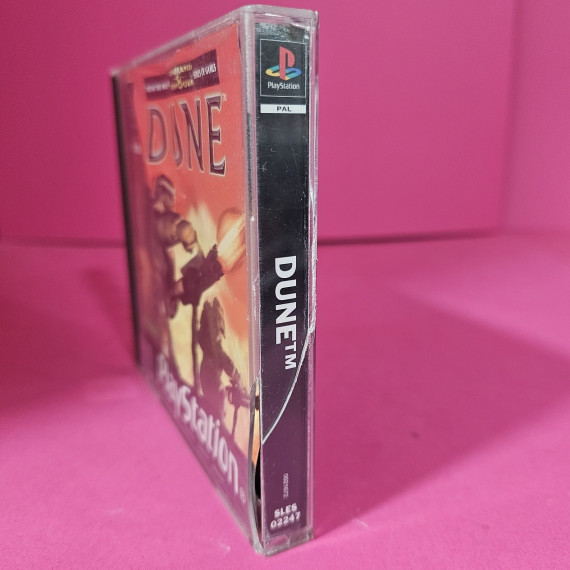 DUNE
PlayStation
PlayStation
PAL
DUNE™
SLES
02247